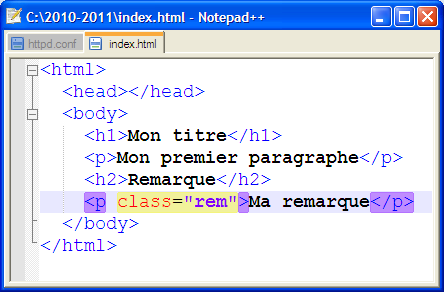 C:\2010-2011\index.html - Notepad++
httpd.conf index.html
<html>
<head></head>
<body>
<h1>Mon titre</h1>
<p>Mon premier paragraphe</p>
<h2>Remarque</h2>
<p class="rem">Ma remarque</p>
</body>
</html>